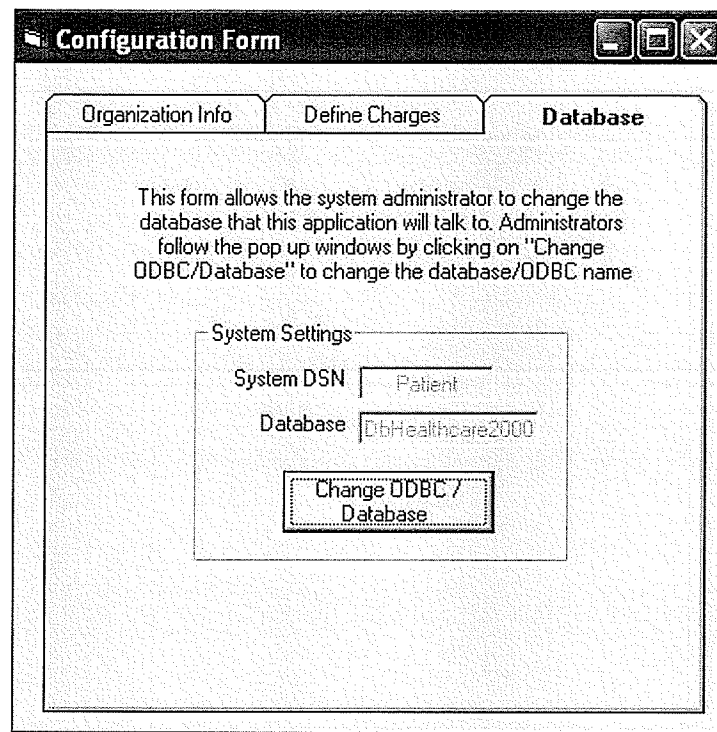 Configuration Form
Organization Info
Define Charges
Database
This form allows the system administrator to change the
database that this application will talk to. Administrators
follow the pop up windows by clicking on "Change
ODBC/Database" to change the database/ODBC name
System Settings
System DSN
Patient
Database
DbHealthcare2000
Change ODBC /
Database